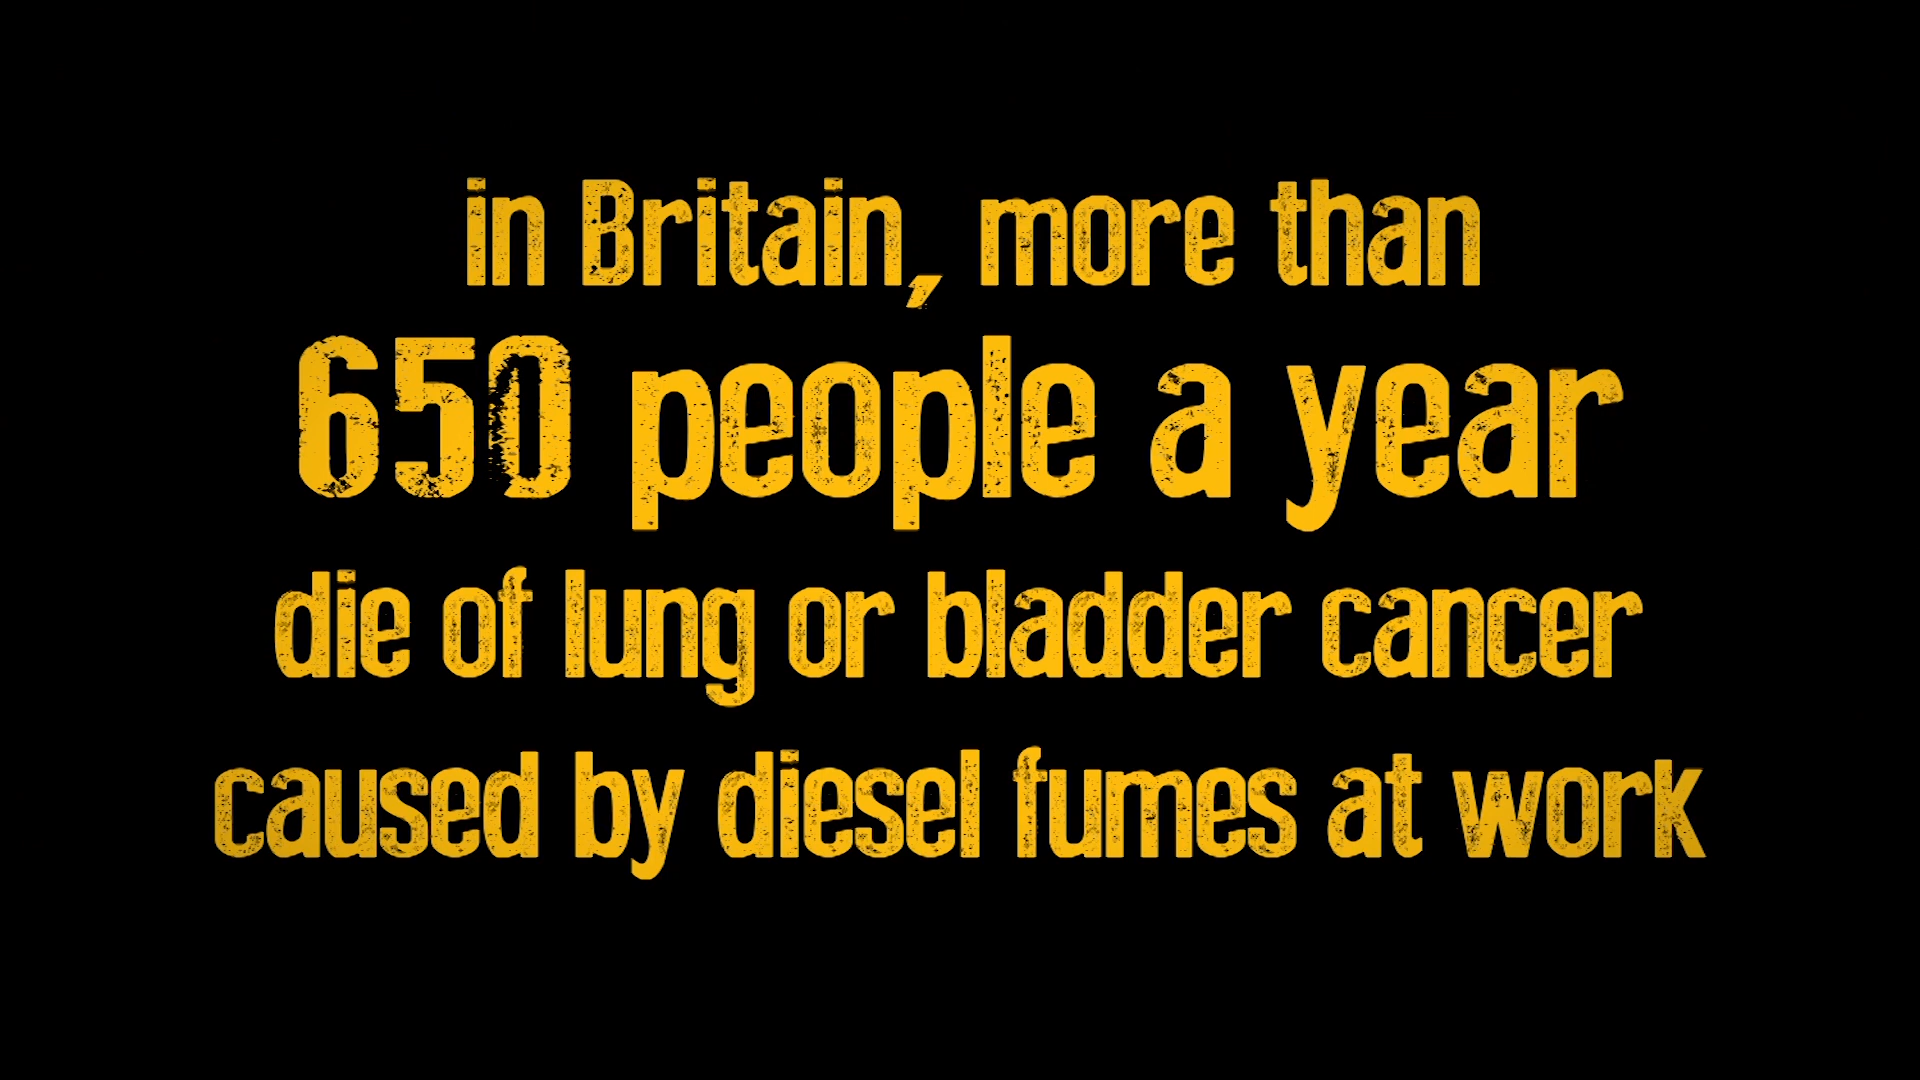 in Britain, more than
650 people a year
die of lung or bladder cancer
caused by diesel fumes at work